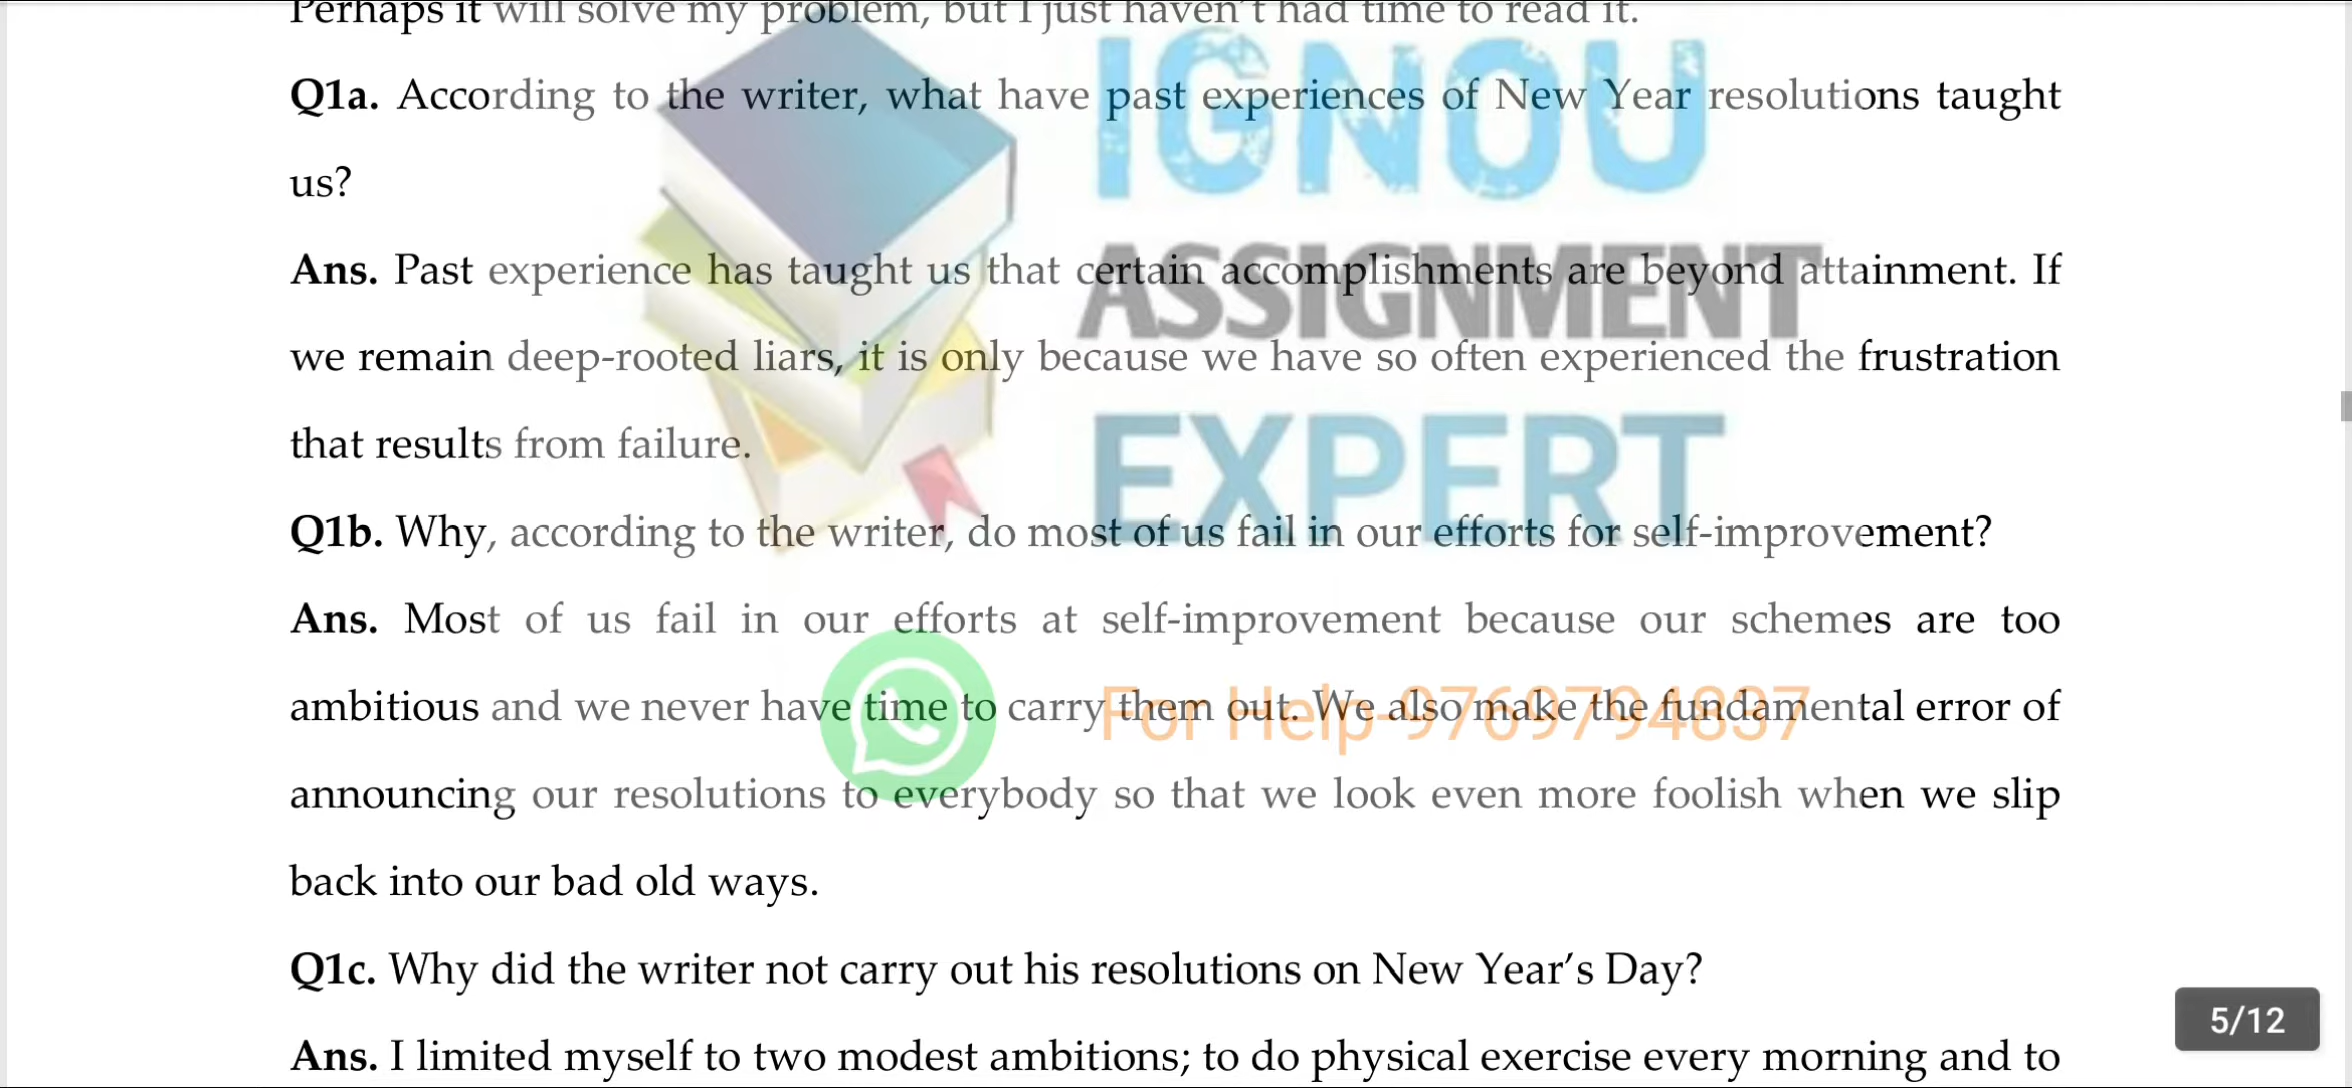 Perhaps it will solve my problem, but I just haven't had time to read it.
Q1a. According to the writer, what have past experiences of New Year resolutions taught
us?
Ans. Past experience has taught us that certain accomplishments are beyond attainment. If
we remain deep-rooted liars, it is only because we have so often experienced the frustration
that results from failure.
Q1b. Why, according to the writer, do most of us fail in our efforts for self-improvement?
Ans. Most of us fail in our efforts at self-improvement because our schemes are too
ambitious and we never have time to carry them out. We also make the fundamental error of
announcing our resolutions to everybody so that we look even more foolish when we slip
back into our bad old ways.
Q1c. Why did the writer not carry out his resolutions on New Year's Day?
Ans. I limited myself to two modest ambitions; to do physical exercise every morning and to
IGNOU
ASSIGNMENT
EXPERT
For Help-9769794837
5/12